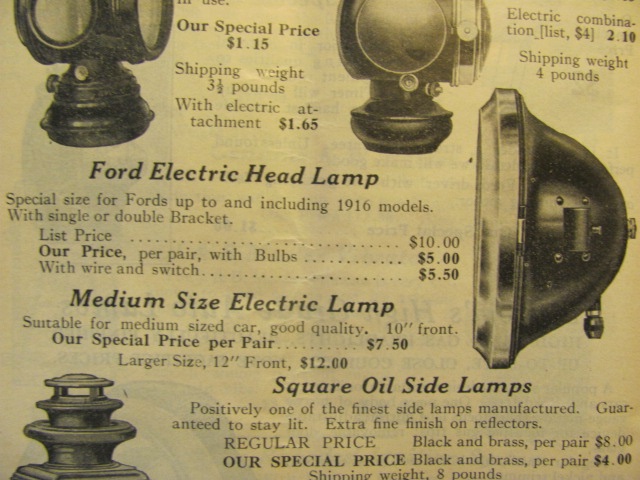 in use.
Our Special Price
$1.15
Shipping weight
3½ pounds
With electric at-
tachment $1.65
Electric combina-
tion [list, $4] 2.10
Shipping weight
4 pounds
Ford Electric Head Lamp
Special size for Fords up to and including 1916 models.
With single or double Bracket.
List Price .......................... $10.00
Our Price, per pair, with Bulbs ............ $5.00
With wire and switch....................... $5.50
Medium Size Electric Lamp
Suitable for medium sized car, good quality. 10" front.
Our Special Price per Pair.......... $7.50
Larger Size, 12" Front, $12.00
Square Oil Side Lamps
Positively one of the finest side lamps manufactured. Guar-
anteed to stay lit. Extra fine finish on reflectors.
REGULAR PRICE Black and brass, per pair $8.00
OUR SPECIAL PRICE Black and brass, per pair $4.00
Shipping weight, 8 pounds